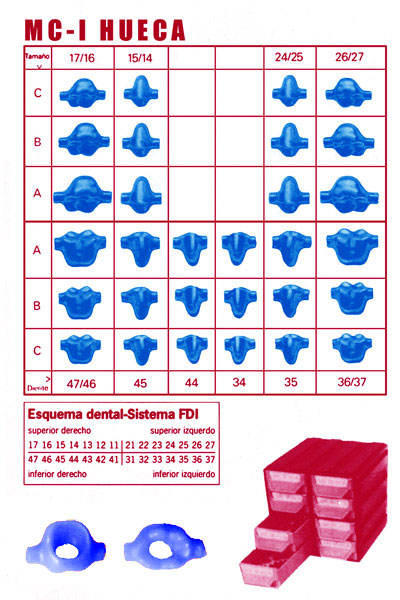 MC-I HUECA
Tamaño 17/16 15/14 24/25 26/27
v
C
B
A
A
B
C
>
Diente 47/46 45 44 34 35 36/37
Esquema dental-Sistema FDI
superior derecho superior izquerdo
17 16 15 14 13 12 11 21 22 23 24 25 26 27
47 46 45 44 43 42 41 31 32 33 34 35 36 37
inferior derecho inferior izquierdo